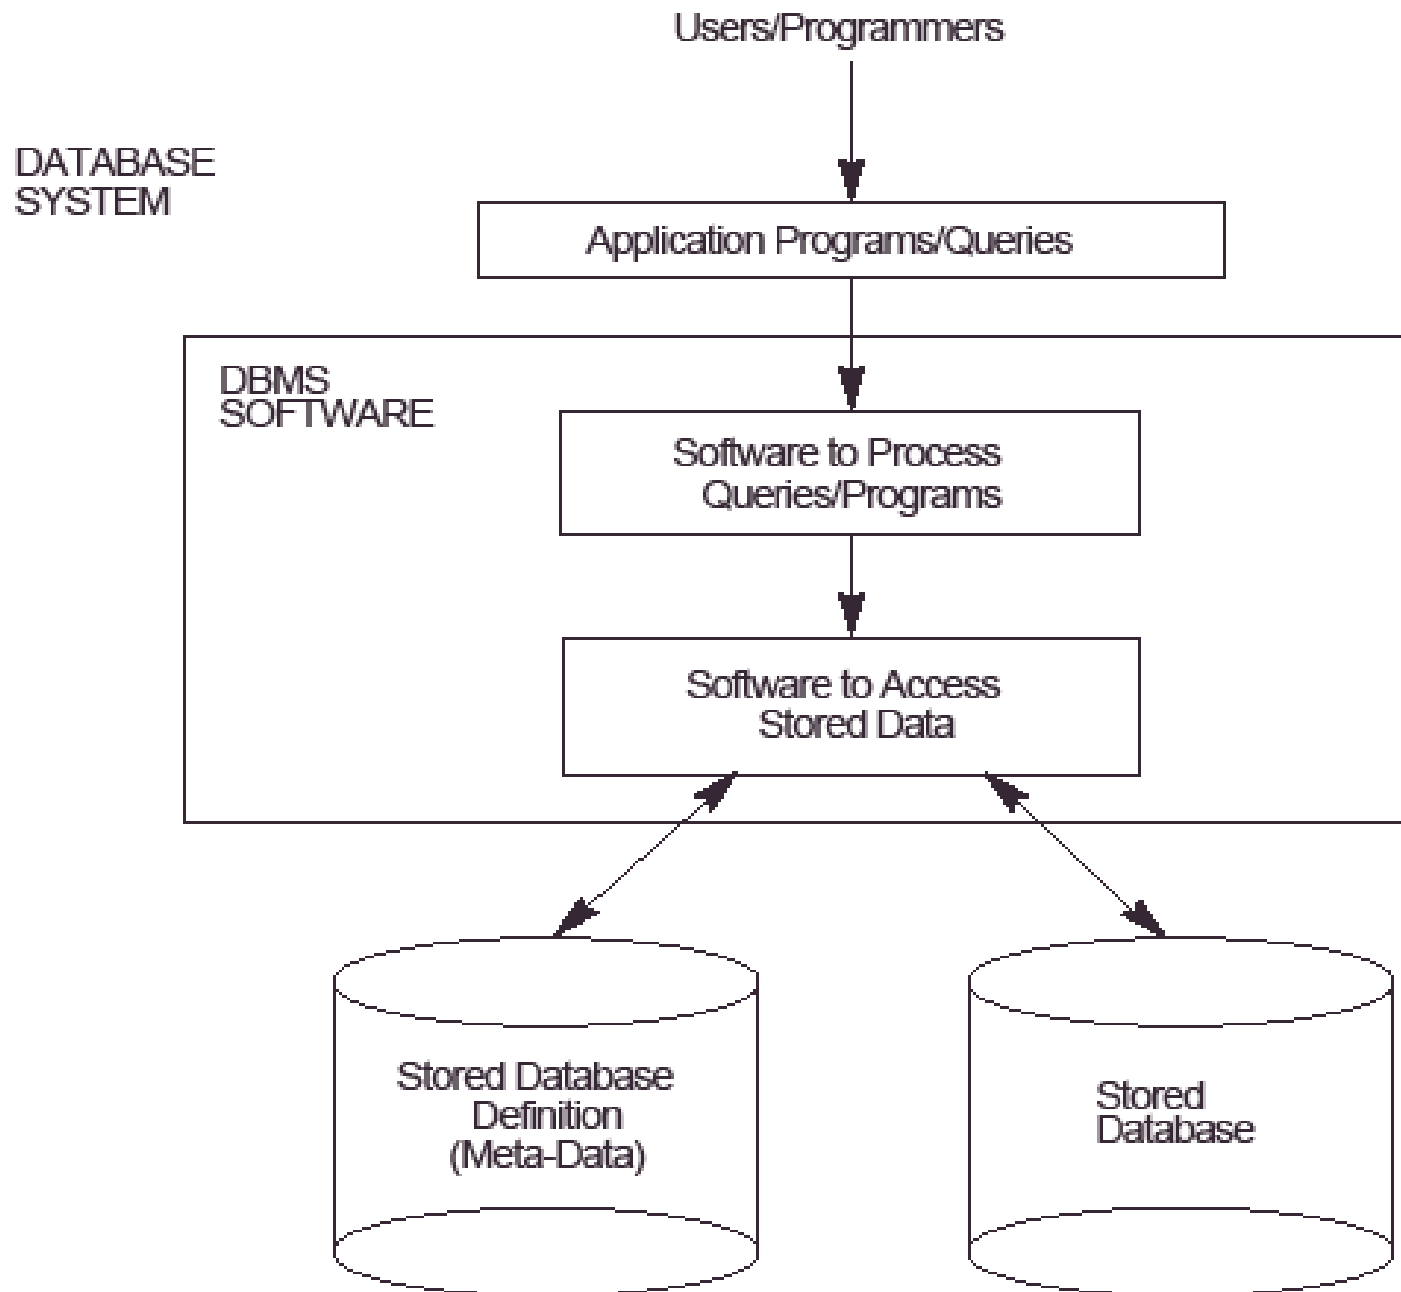 Users/Programmers
DATABASE
SYSTEM
Application Programs/Queries
DBMS
SOFTWARE
Software to Process
Queries/Programs
Software to Access
Stored Data
Stored Database
Definition
(Meta-Data)
Stored
Database